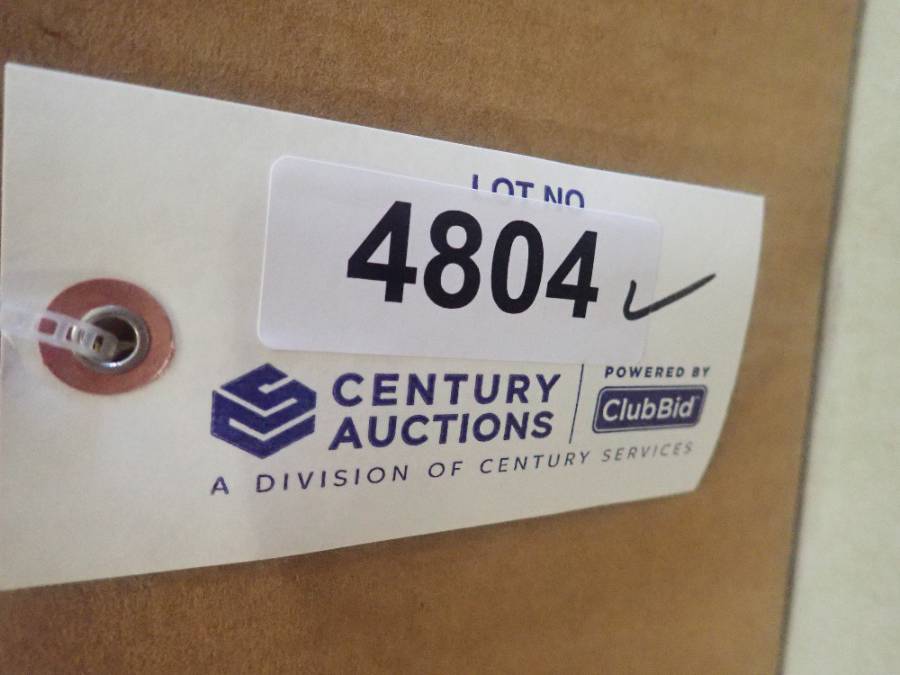 LOT NO
4804
CENTURY
AUCTIONS
POWERED BY
ClubBid
A DIVISION OF CENTURY SERVICES